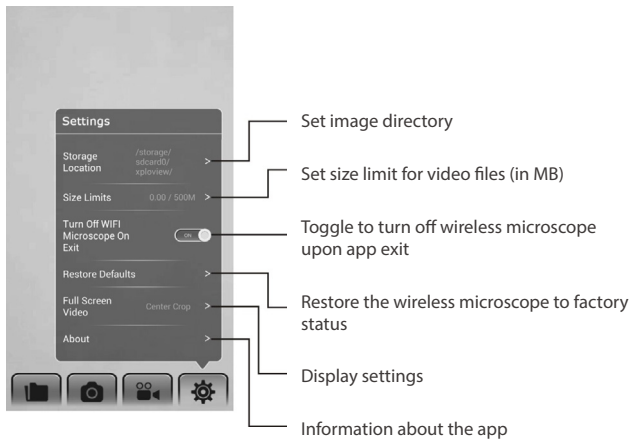 Settings
Storage
Location
/storage/
sdcard0/
xploview/
>
Set image directory
Size Limits
0.00 / 500M
>
Set size limit for video files (in MB)
Turn Off WIFI
Microscope On
Exit
ON
Toggle to turn off wireless microscope
upon app exit
Restore Defaults
>
Restore the wireless microscope to factory
status
Full Screen
Video
Center Crop
>
Display settings
About
>
Information about the app